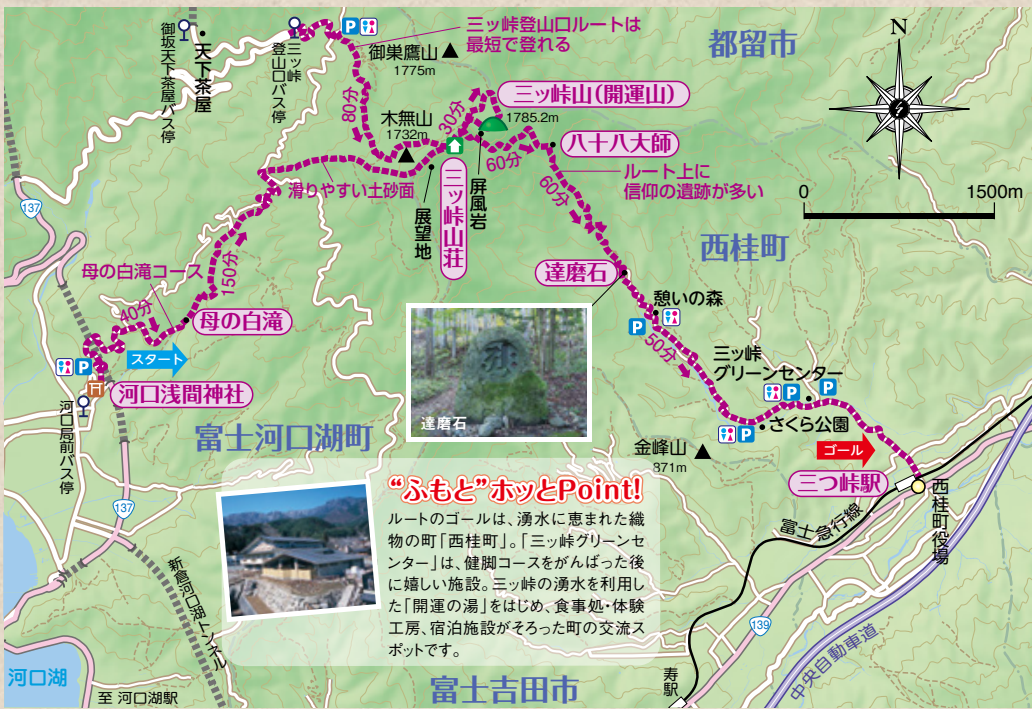 御坂天下茶屋バス停
天下茶屋
三ッ峠
登山口バス停
P
三ッ峠登山口ルートは
最短で登れる
御巣鷹山
1775m
都留市
N
80分
木無山
1732m
30分
三ッ峠山(開運山)
1785.2m
八十八大師
60分
屏風岩
60分
ルート上に
信仰の遺跡が多い
0
1500m
滑りやすい土砂面
展望地
三ッ峠山荘
西桂町
137
母の白滝コース
150分
40分
母の白滝
達磨石
憩いの森
P
50分
P
スタート
河口浅間神社
河口局前バス停
三ッ峠
グリーンセンター
P
P
P
さくら公園
達磨石
富士河口湖町
金峰山
871m
ゴール
三つ峠駅
西桂町役場
富士急行線
137
新倉河口湖トンネル
“ふもと”ホッとPoint!
ルートのゴールは、湧水に恵まれた織
物の町「西桂町」。「三ッ峠グリーンセ
ンター」は、健脚コースをがんばった後
に嬉しい施設。三ッ峠の湧水を利用し
た「開運の湯」をはじめ、食事処・体験
工房、宿泊施設がそろった町の交流ス
ポットです。
139
中央自動車道
河口湖
至 河口湖駅
富士吉田市
寿駅